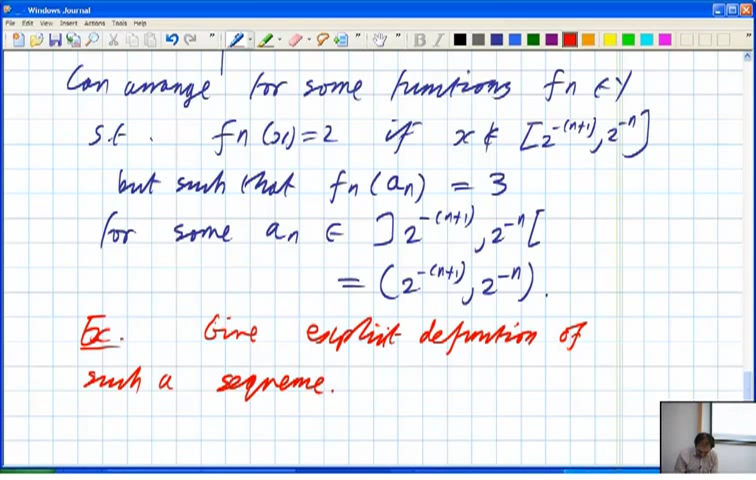 Windows Journal
File Edit View Insert Actions Tools Help
B I
Can arrange for some functions fn ∈ Y
s.t. fn(x) = 2 if x ∉ [2^-(n+1), 2^-n]
but such that fn(an) = 3
for some an ∈ ]2^-(n+1), 2^-n[
= (2^-(n+1), 2^-n).
Ex. Give explicit definition of
such a sequence.